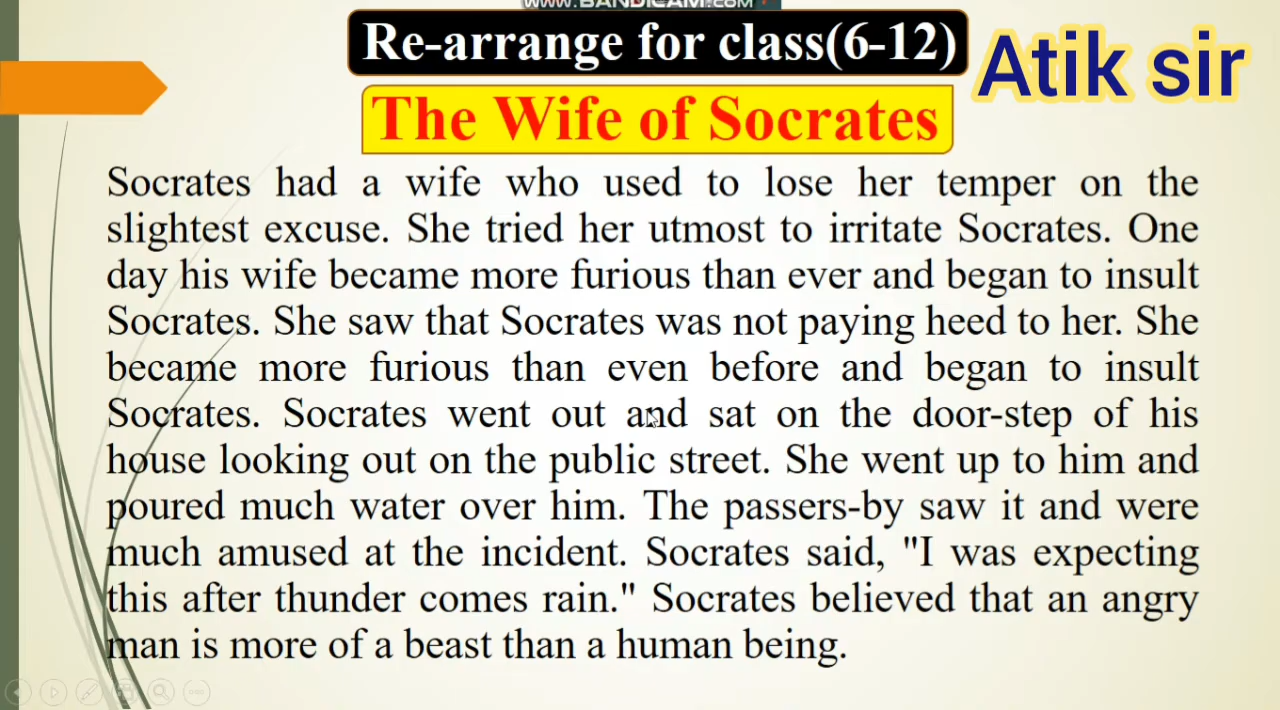 www.BANDICAM.com
Re-arrange for class(6-12)
Atik sir
The Wife of Socrates
Socrates had a wife who used to lose her temper on the
slightest excuse. She tried her utmost to irritate Socrates. One
day his wife became more furious than ever and began to insult
Socrates. She saw that Socrates was not paying heed to her. She
became more furious than even before and began to insult
Socrates. Socrates went out and sat on the door-step of his
house looking out on the public street. She went up to him and
poured much water over him. The passers-by saw it and were
much amused at the incident. Socrates said, "I was expecting
this after thunder comes rain." Socrates believed that an angry
man is more of a beast than a human being.